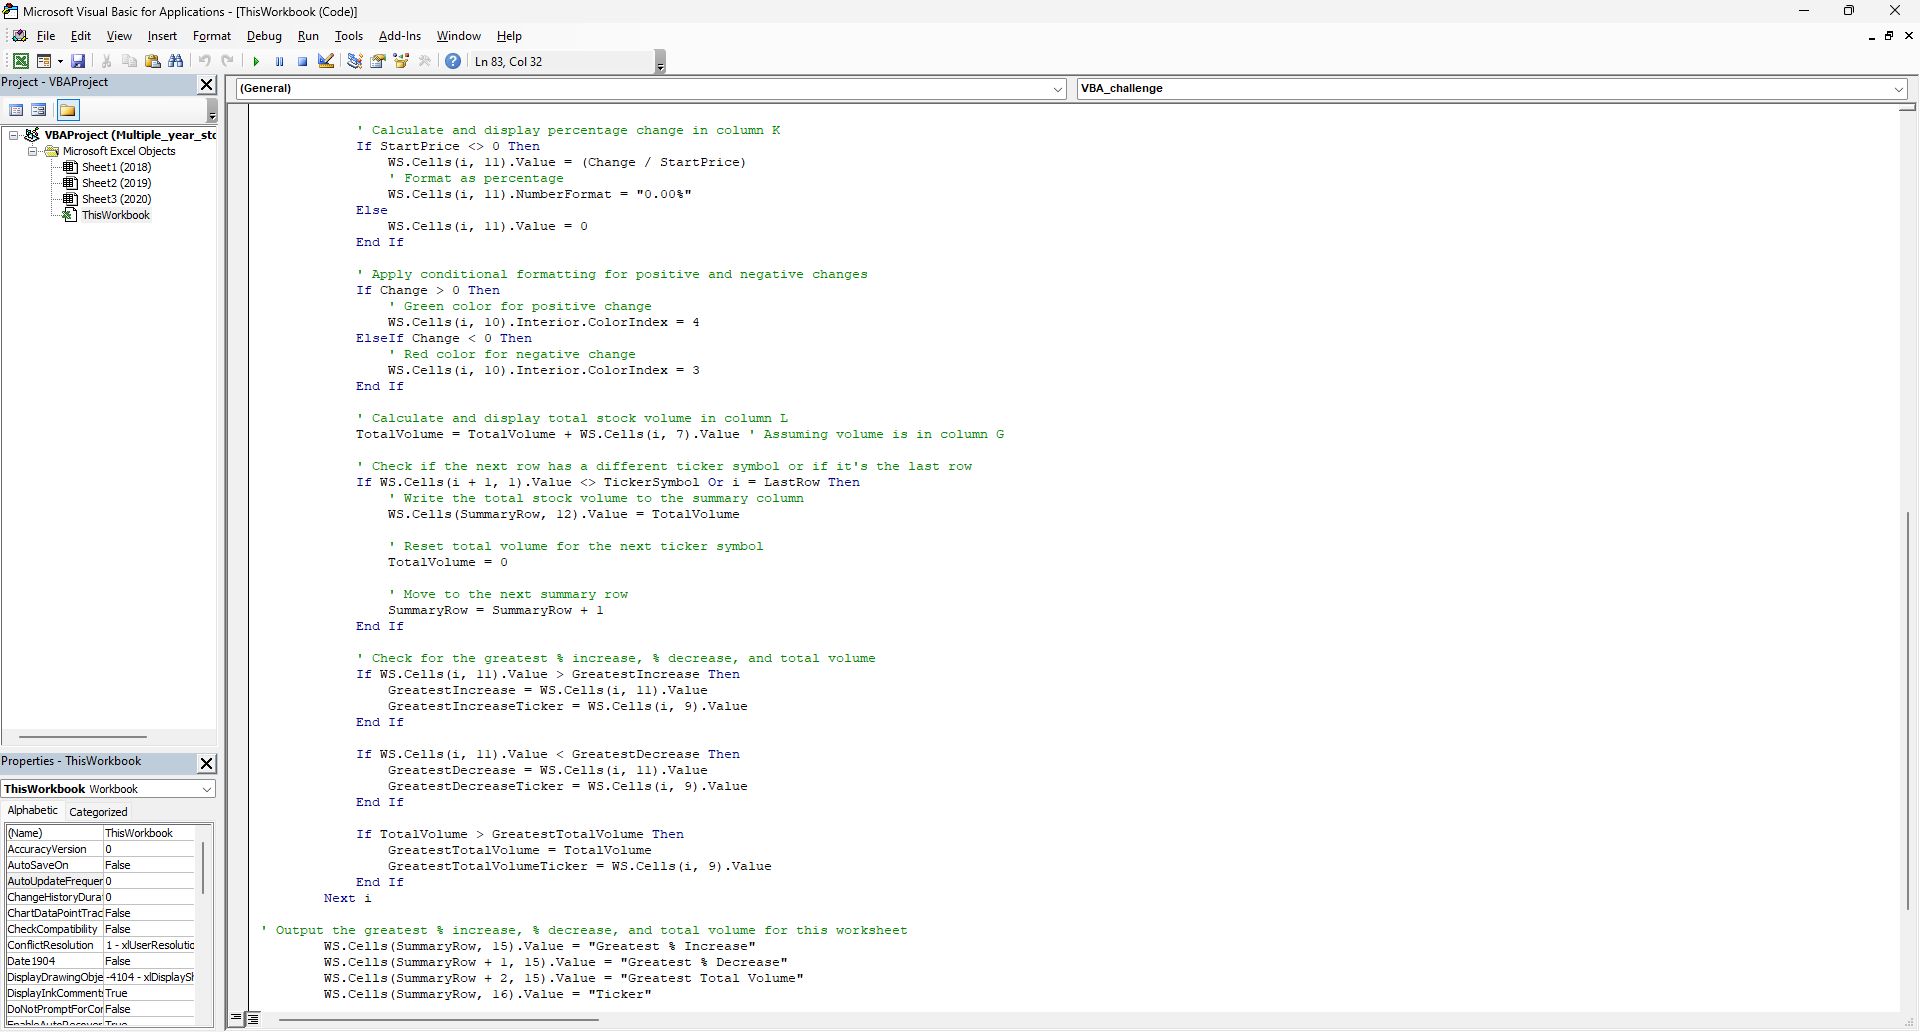 Microsoft Visual Basic for Applications - [ThisWorkbook (Code)]
File Edit View Insert Format Debug Run Tools Add-Ins Window Help
Ln 83, Col 32
Project - VBAProject
(General)
VBA_challenge
VBAProject (Multiple_year_sto
Microsoft Excel Objects
Sheet1 (2018)
Sheet2 (2019)
Sheet3 (2020)
ThisWorkbook
' Calculate and display percentage change in column K
If StartPrice <> 0 Then
WS.Cells(i, 11).Value = (Change / StartPrice)
' Format as percentage
WS.Cells(i, 11).NumberFormat = "0.00%"
Else
WS.Cells(i, 11).Value = 0
End If
' Apply conditional formatting for positive and negative changes
If Change > 0 Then
' Green color for positive change
WS.Cells(i, 10).Interior.ColorIndex = 4
ElseIf Change < 0 Then
' Red color for negative change
WS.Cells(i, 10).Interior.ColorIndex = 3
End If
' Calculate and display total stock volume in column L
TotalVolume = TotalVolume + WS.Cells(i, 7).Value ' Assuming volume is in column G
' Check if the next row has a different ticker symbol or if it's the last row
If WS.Cells(i + 1, 1).Value <> TickerSymbol Or i = LastRow Then
' Write the total stock volume to the summary column
WS.Cells(SummaryRow, 12).Value = TotalVolume
' Reset total volume for the next ticker symbol
TotalVolume = 0
' Move to the next summary row
SummaryRow = SummaryRow + 1
End If
' Check for the greatest % increase, % decrease, and total volume
If WS.Cells(i, 11).Value > GreatestIncrease Then
GreatestIncrease = WS.Cells(i, 11).Value
GreatestIncreaseTicker = WS.Cells(i, 9).Value
End If
If WS.Cells(i, 11).Value < GreatestDecrease Then
GreatestDecrease = WS.Cells(i, 11).Value
GreatestDecreaseTicker = WS.Cells(i, 9).Value
End If
If TotalVolume > GreatestTotalVolume Then
GreatestTotalVolume = TotalVolume
GreatestTotalVolumeTicker = WS.Cells(i, 9).Value
End If
Next i
' Output the greatest % increase, % decrease, and total volume for this worksheet
WS.Cells(SummaryRow, 15).Value = "Greatest % Increase"
WS.Cells(SummaryRow + 1, 15).Value = "Greatest % Decrease"
WS.Cells(SummaryRow + 2, 15).Value = "Greatest Total Volume"
WS.Cells(SummaryRow, 16).Value = "Ticker"
Properties - ThisWorkbook
ThisWorkbook Workbook
Alphabetic Categorized
(Name) ThisWorkbook
AccuracyVersion 0
AutoSaveOn False
AutoUpdateFrequer 0
ChangeHistoryDura 0
ChartDataPointTrac False
CheckCompatibility False
ConflictResolution 1 - xlUserResolutio
Date1904 False
DisplayDrawingObje -4104 - xlDisplaySh
DisplayInkComment: True
DoNotPromptForCor False
EnableAutoRecover True